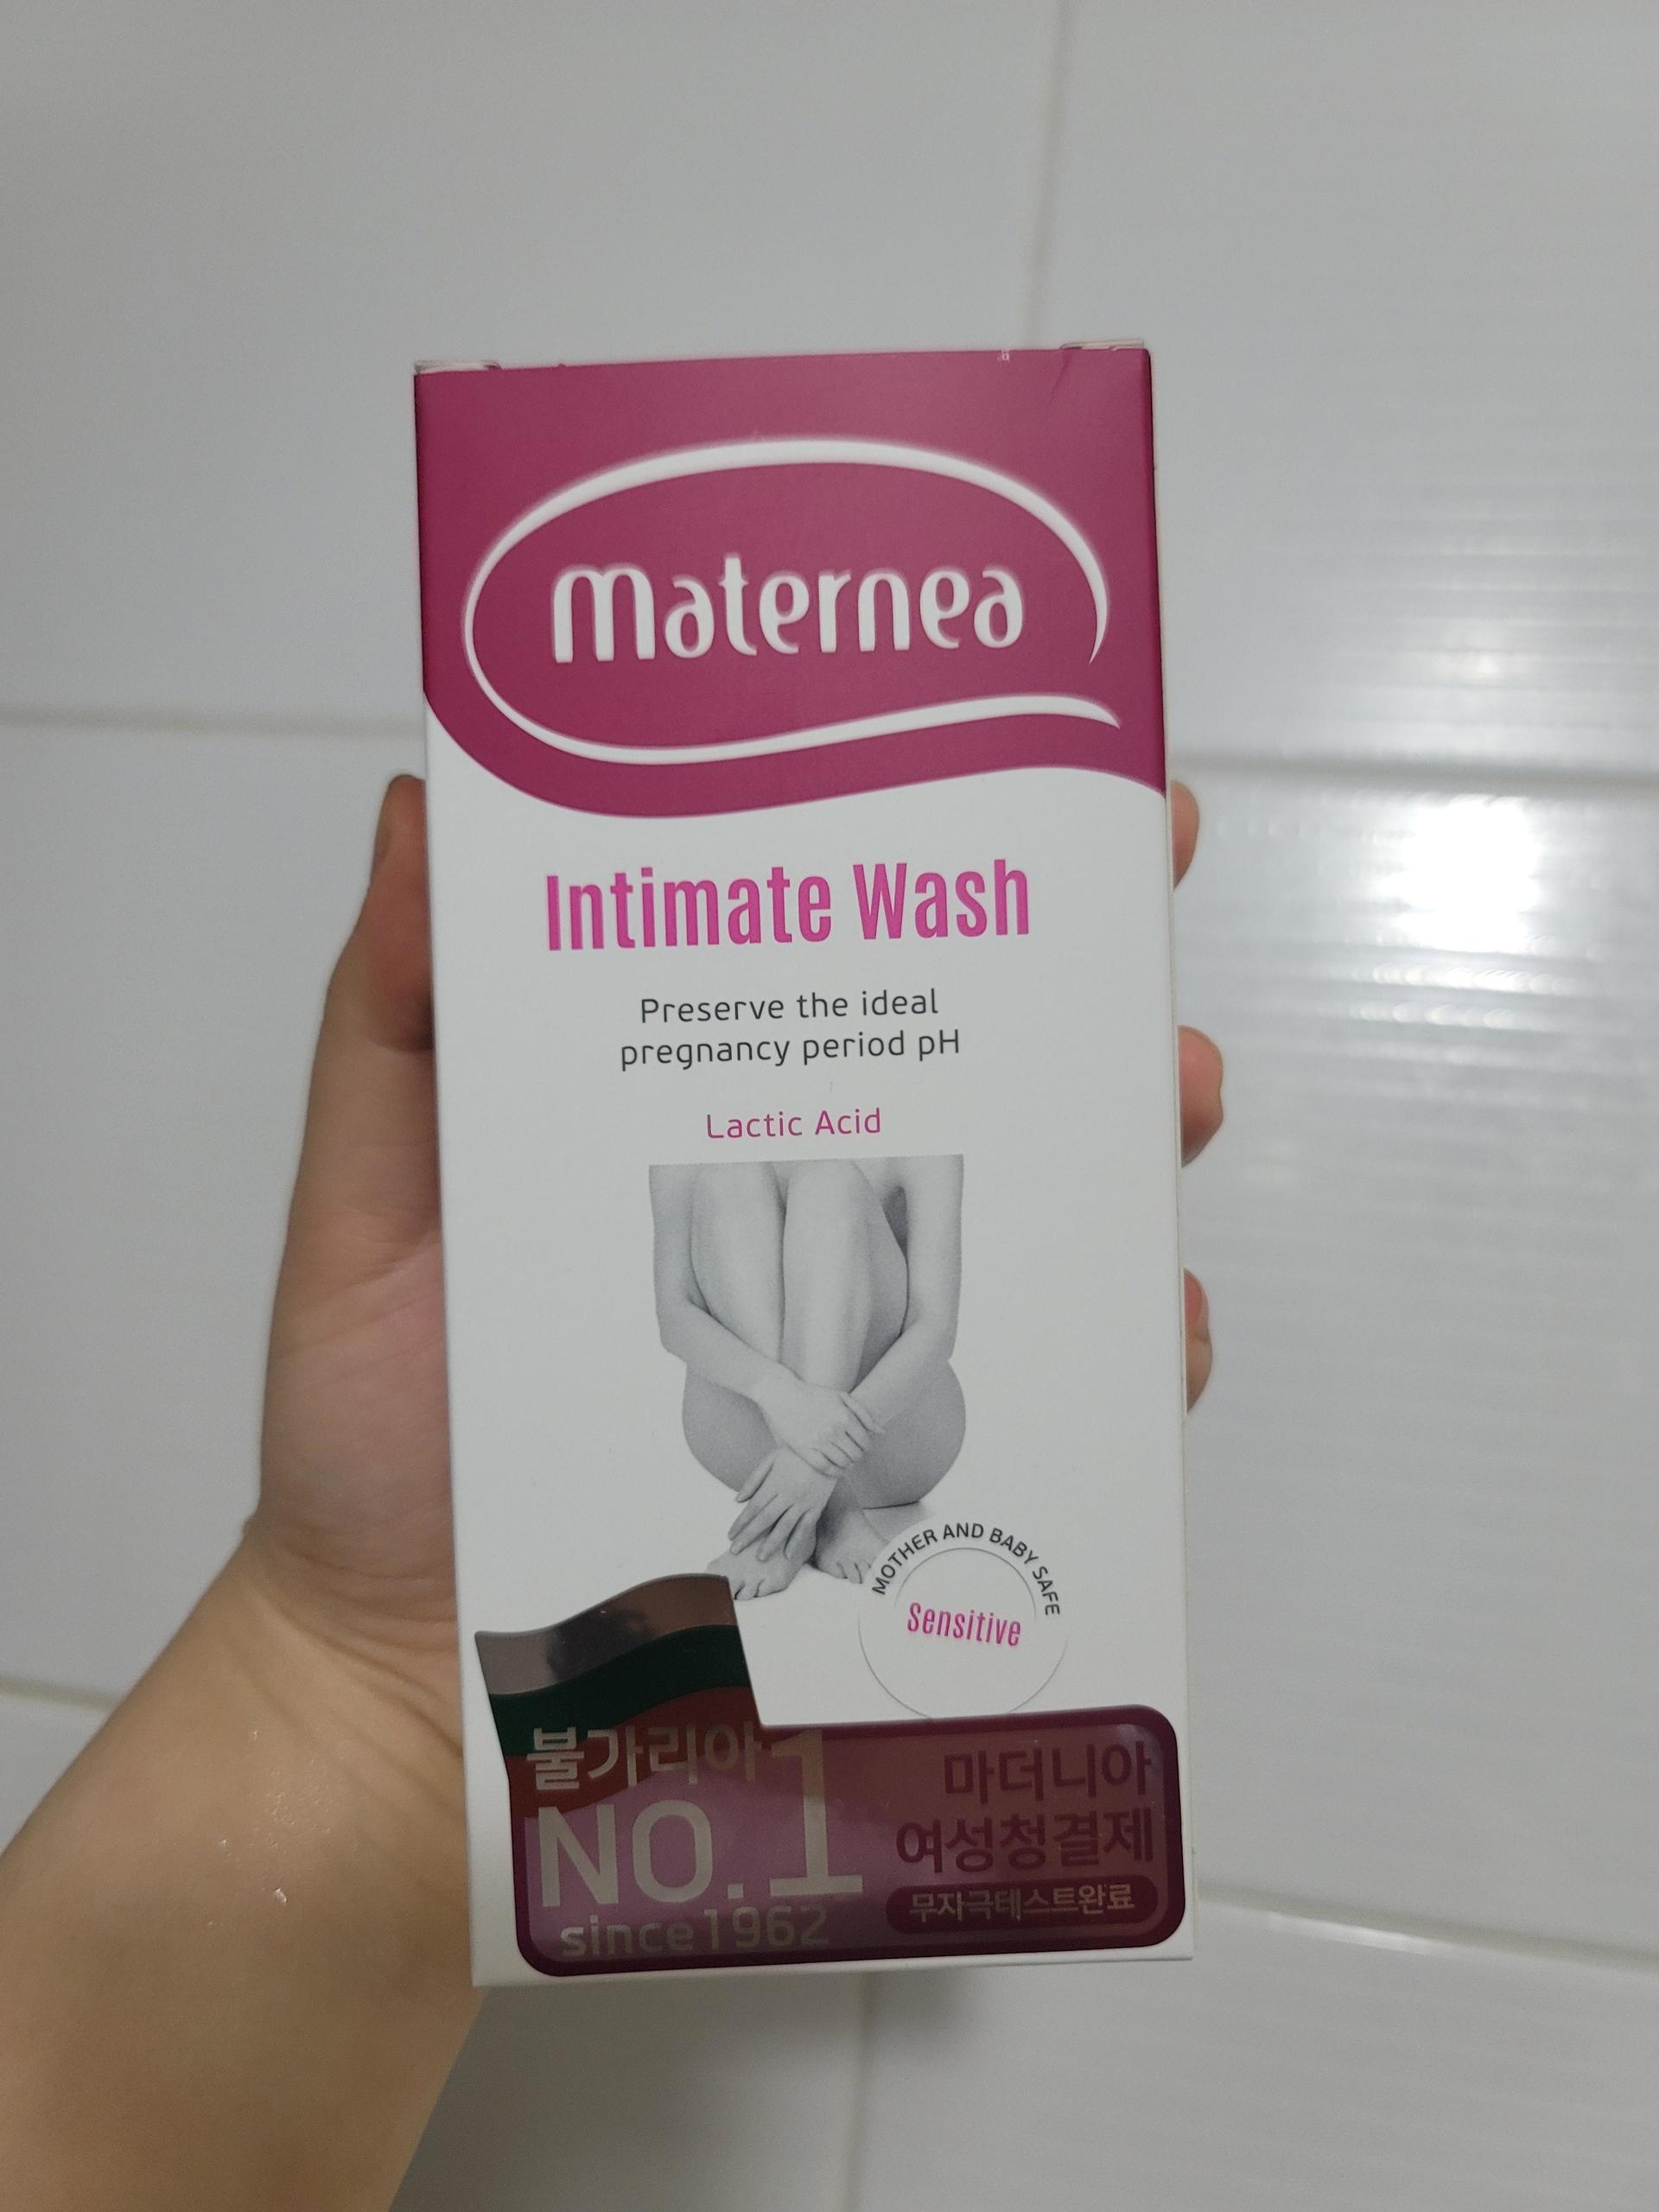 maternea
Intimate Wash
Preserve the ideal
pregnancy period pH
Lactic Acid
MOTHER AND BABY SAFE
Sensitive
불가리아
NO.1
since1962
마더니아
여성청결제
무자극테스트완료